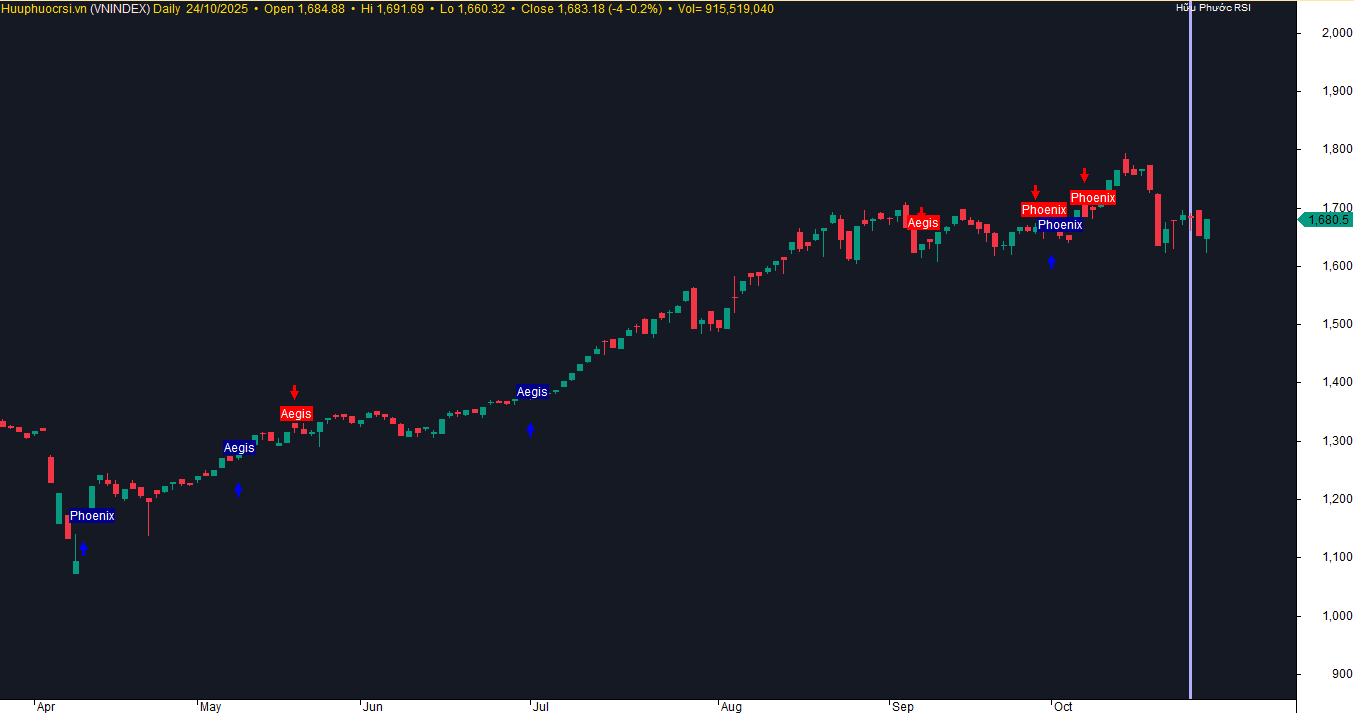 Huuphuocrsi.vn (VNINDEX) Daily 24/10/2025 • Open 1,684.88 • Hi 1,691.69 • Lo 1,660.32 • Close 1,683.18 (-4 -0.2%) • Vol= 915,519,040
Hữu Phước RSI
2,000
1,900
1,800
1,700
Phoenix
Phoenix
Aegis
Phoenix
1,680.5
1,600
1,500
1,400
Aegis
Aegis
1,300
Aegis
1,200
Phoenix
1,100
1,000
900
Apr
May
Jun
Jul
Aug
Sep
Oct